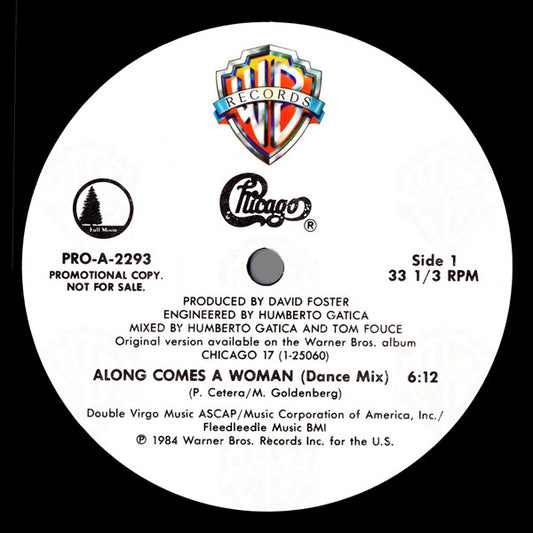 WB
RECORDS
Chicago
®
Full Moon
PRO-A-2293
PROMOTIONAL COPY.
NOT FOR SALE.
Side 1
33 1/3 RPM
PRODUCED BY DAVID FOSTER
ENGINEERED BY HUMBERTO GATICA
MIXED BY HUMBERTO GATICA AND TOM FOUCE
Original version available on the Warner Bros. album
CHICAGO 17 (1-25060)
ALONG COMES A WOMAN (Dance Mix) 6:12
(P. Cetera/M. Goldenberg)
Double Virgo Music ASCAP/Music Corporation of America, Inc./
Fleedleedle Music BMI
℗ 1984 Warner Bros. Records Inc. for the U.S.